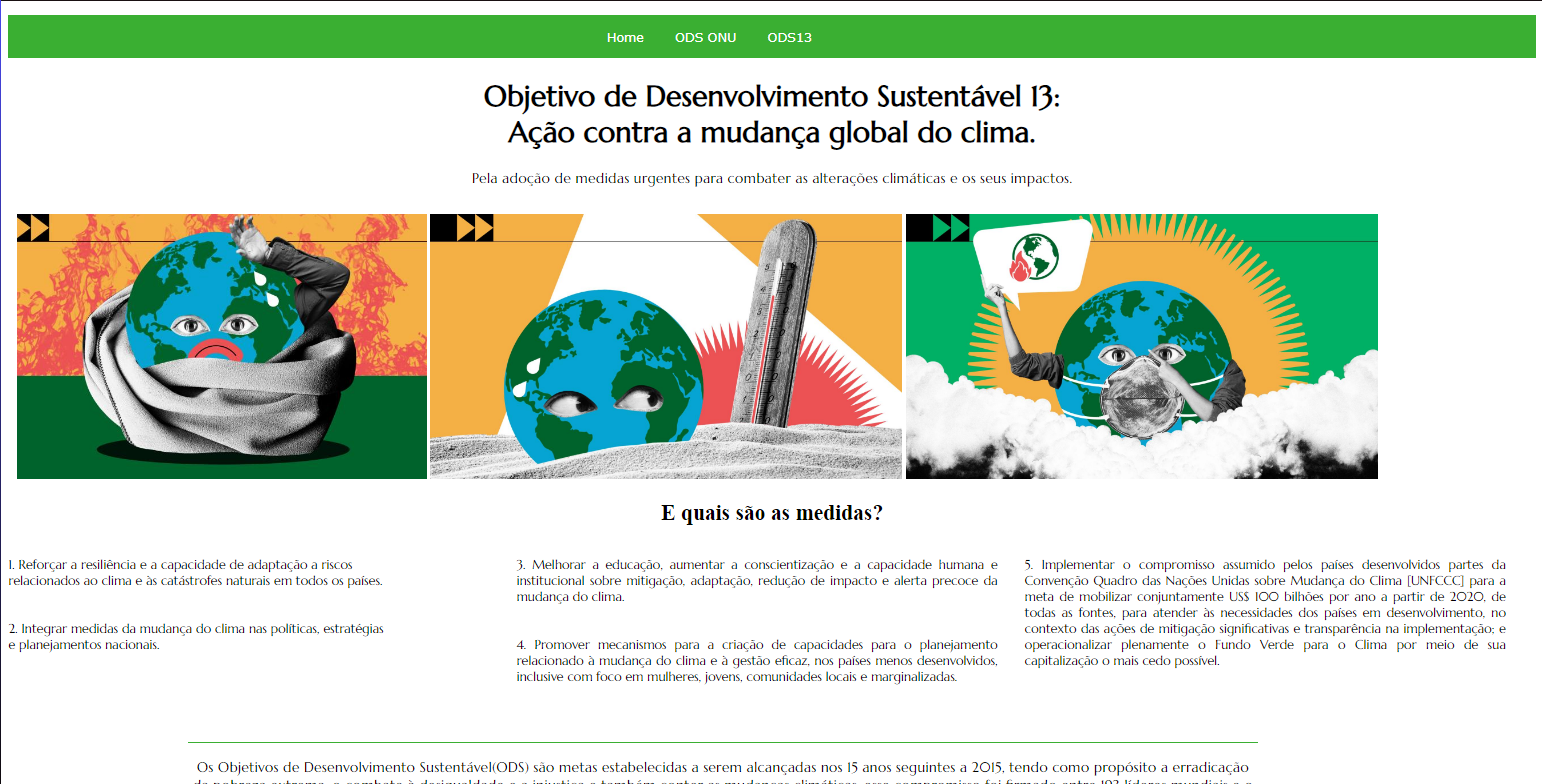 Home ODS ONU ODS13
Objetivo de Desenvolvimento Sustentável 13:
Ação contra a mudança global do clima.
Pela adoção de medidas urgentes para combater as alterações climáticas e os seus impactos.
E quais são as medidas?
1. Reforçar a resiliência e a capacidade de adaptação a riscos
relacionados ao clima e às catástrofes naturais em todos os países.
2. Integrar medidas da mudança do clima nas políticas, estratégias
e planejamentos nacionais.
3. Melhorar a educação, aumentar a conscientização e a capacidade humana e
institucional sobre mitigação, adaptação, redução de impacto e alerta precoce da
mudança do clima.
4. Promover mecanismos para a criação de capacidades para o planejamento
relacionado à mudança do clima e à gestão eficaz, nos países menos desenvolvidos,
inclusive com foco em mulheres, jovens, comunidades locais e marginalizadas.
5. Implementar o compromisso assumido pelos países desenvolvidos partes da
Convenção Quadro das Nações Unidas sobre Mudança do Clima [UNFCCC] para a
meta de mobilizar conjuntamente US$ 100 bilhões por ano a partir de 2020, de
todas as fontes, para atender às necessidades dos países em desenvolvimento, no
contexto das ações de mitigação significativas e transparência na implementação; e
operacionalizar plenamente o Fundo Verde para o Clima por meio de sua
capitalização o mais cedo possível.
Os Objetivos de Desenvolvimento Sustentável(ODS) são metas estabelecidas a serem alcançadas nos 15 anos seguintes a 2015, tendo como propósito a erradicação